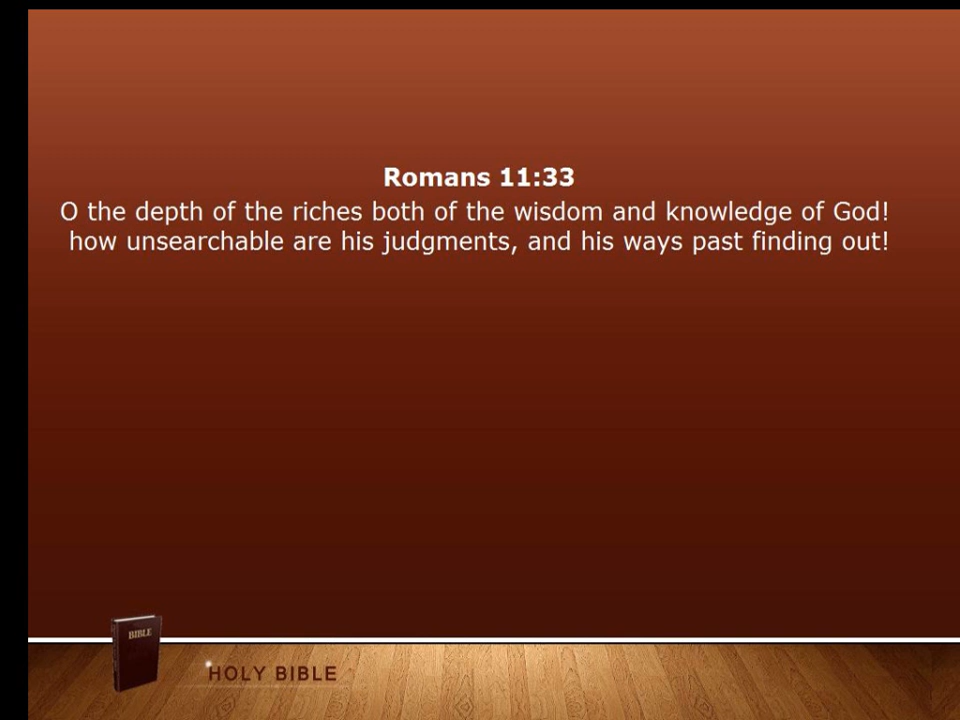 Romans 11:33
O the depth of the riches both of the wisdom and knowledge of God!
how unsearchable are his judgments, and his ways past finding out!
BIBLE
HOLY BIBLE